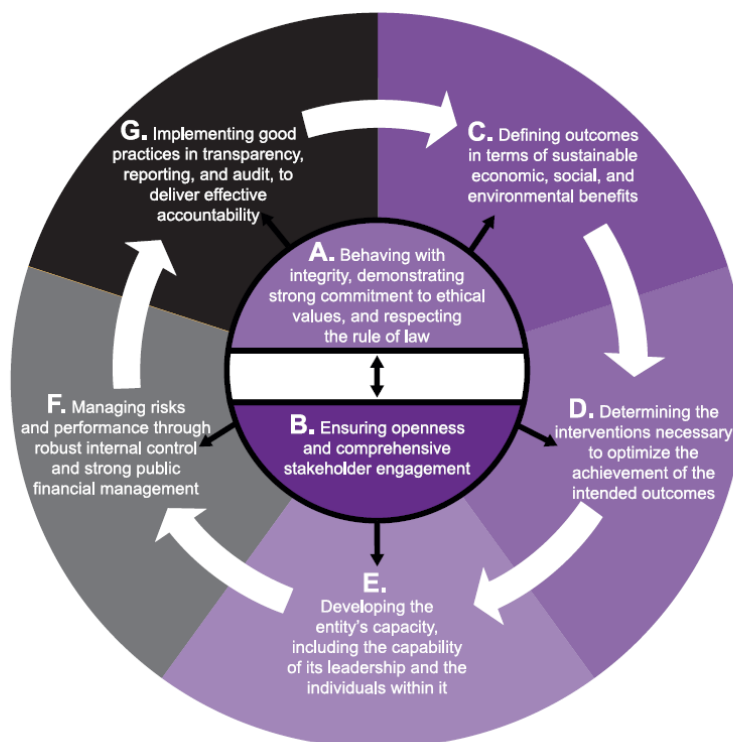 A. Behaving with
integrity, demonstrating
strong commitment to ethical
values, and respecting
the rule of law
B. Ensuring openness
and comprehensive
stakeholder engagement
C. Defining outcomes
in terms of sustainable
economic, social, and
environmental benefits
D. Determining the
interventions necessary
to optimize the
achievement of the
intended outcomes
E.
Developing the
entity's capacity,
including the capability
of its leadership and the
individuals within it
F. Managing risks
and performance through
robust internal control
and strong public
financial management
G. Implementing good
practices in transparency,
reporting, and audit, to
deliver effective
accountability